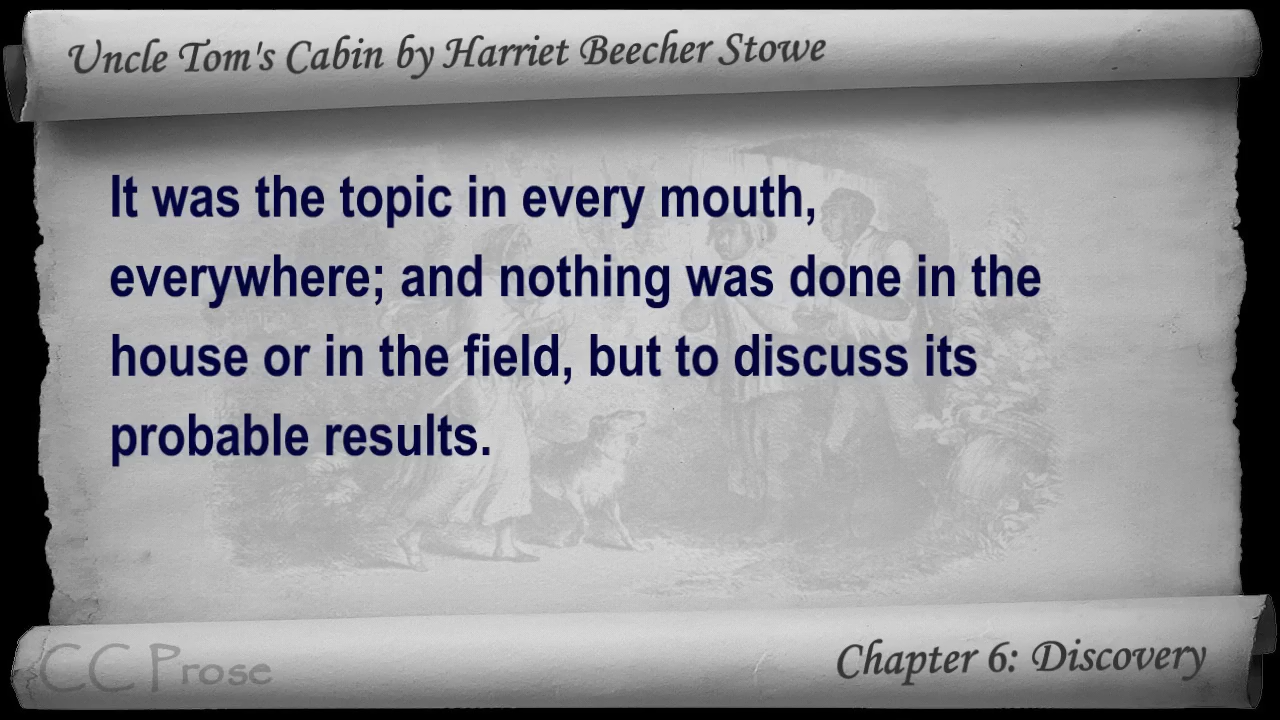 Uncle Tom's Cabin by Harriet Beecher Stowe
It was the topic in every mouth,
everywhere; and nothing was done in the
house or in the field, but to discuss its
probable results.
CC Prose
Chapter 6: Discovery